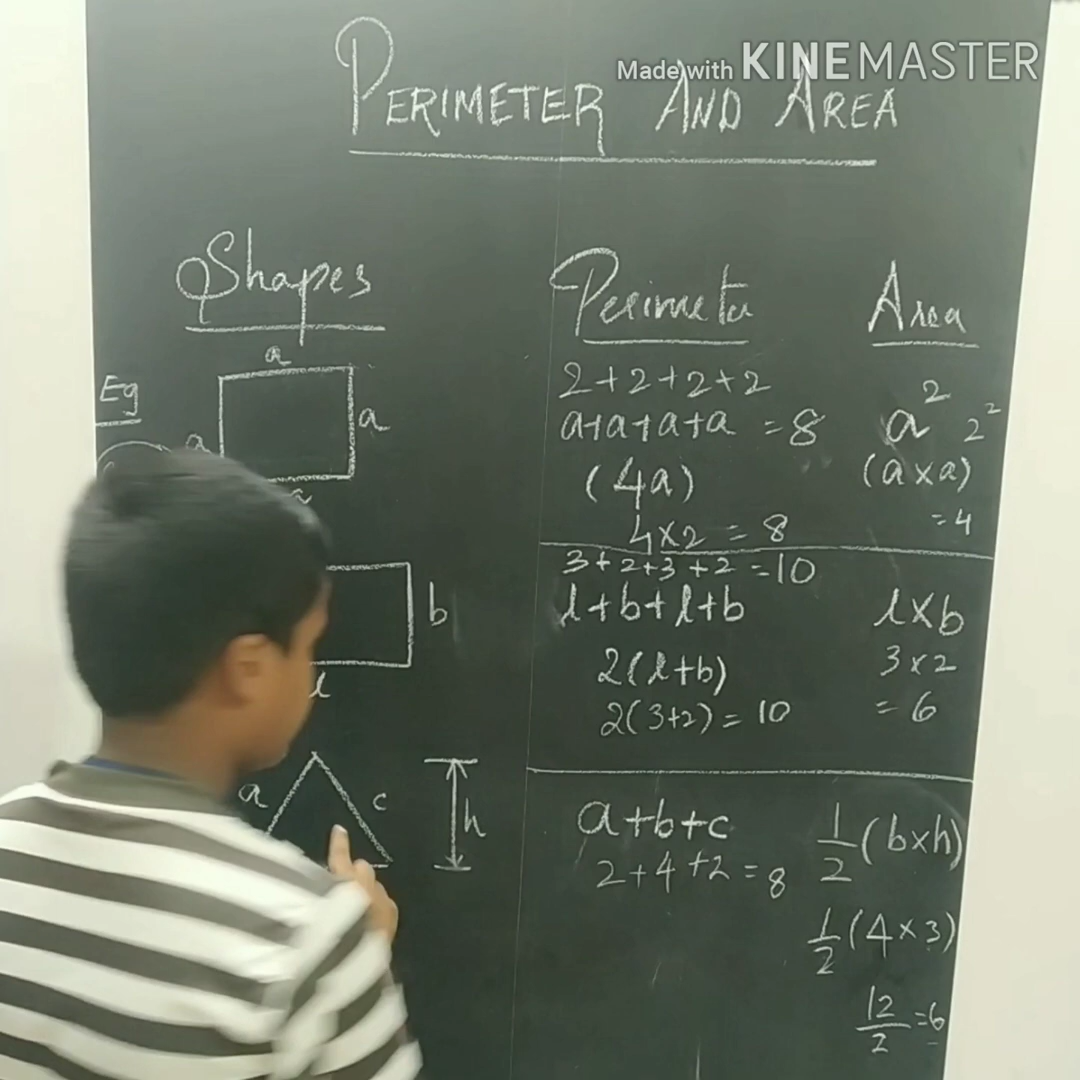 Made with KINEMASTER
PERIMETER AND AREA
Shapes
Perimeter
Area
Eg
a
a
a
a
2+2+2+2
a+a+a+a = 8
(4a)
4×2 = 8
a² 2²
(a×a)
=4
b
l
3+2+3+2=10
l+b+l+b
2(l+b)
2(3+2)=10
l×b
3×2
=6
a
c
h
a+b+c
2+4+2=8
1/2(b×h)
1/2(4×3)
12/2=6